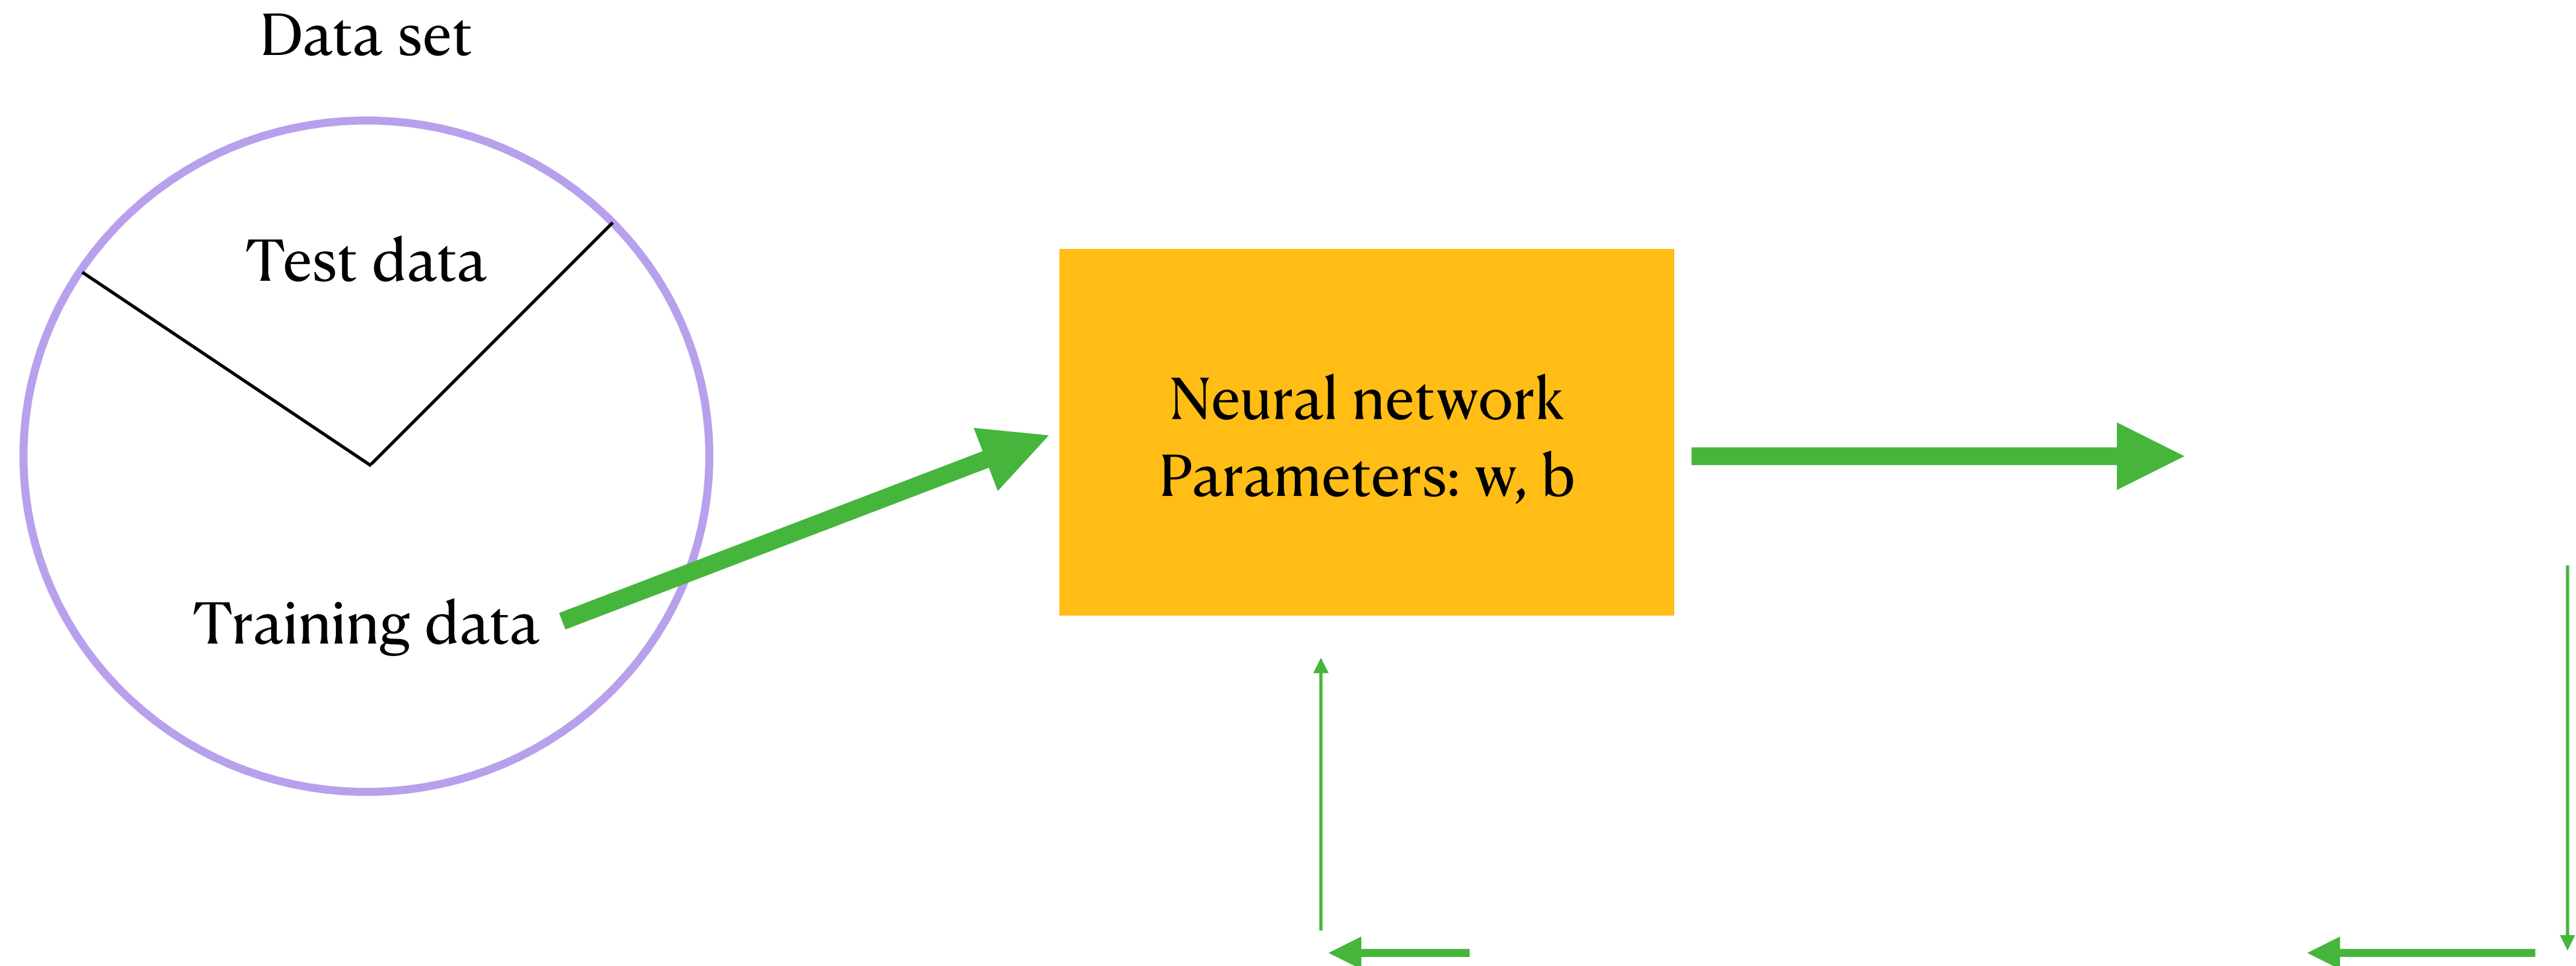 Data set
Test data
Training data
Neural network
Parameters: w, b